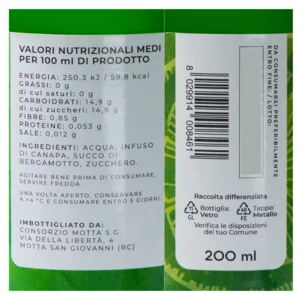 VALORI NUTRIZIONALI MEDI
PER 100 ml DI PRODOTTO
ENERGIA: 250,3 kJ / 59,8 kcal
GRASSI: 0 g
di cui saturi: 0 g
CARBOIDRATI: 14,9 g
di cui zuccheri: 14,9 g
FIBRE: 0,85 g
PROTEINE: 0,053 g
SALE: 0,012 g
INGREDIENTI: ACQUA, INFUSO
DI CANAPA, SUCCO DI
BERGAMOTTO, ZUCCHERO.
AGITARE BENE PRIMA DI CONSUMARE.
SERVIRE FREDDA.
UNA VOLTA APERTO, CONSERVARE
A +4 °C E CONSUMARE ENTRO 5 GIORNI.
IMBOTTIGLIATO DA:
CONSORZIO MOTTA S.G.
VIA DELLA LIBERTÀ, 4
MOTTA SAN GIOVANNI (RC)
DA CONSUMARSI PREFERIBILMENTE
ENTRO FINE: / LOTTO:
8 029914 008461
Raccolta differenziata
GL
Bottiglia:
Vetro
40
FE
Tappo:
Metallo
Verifica le disposizioni
del tuo Comune
200 ml